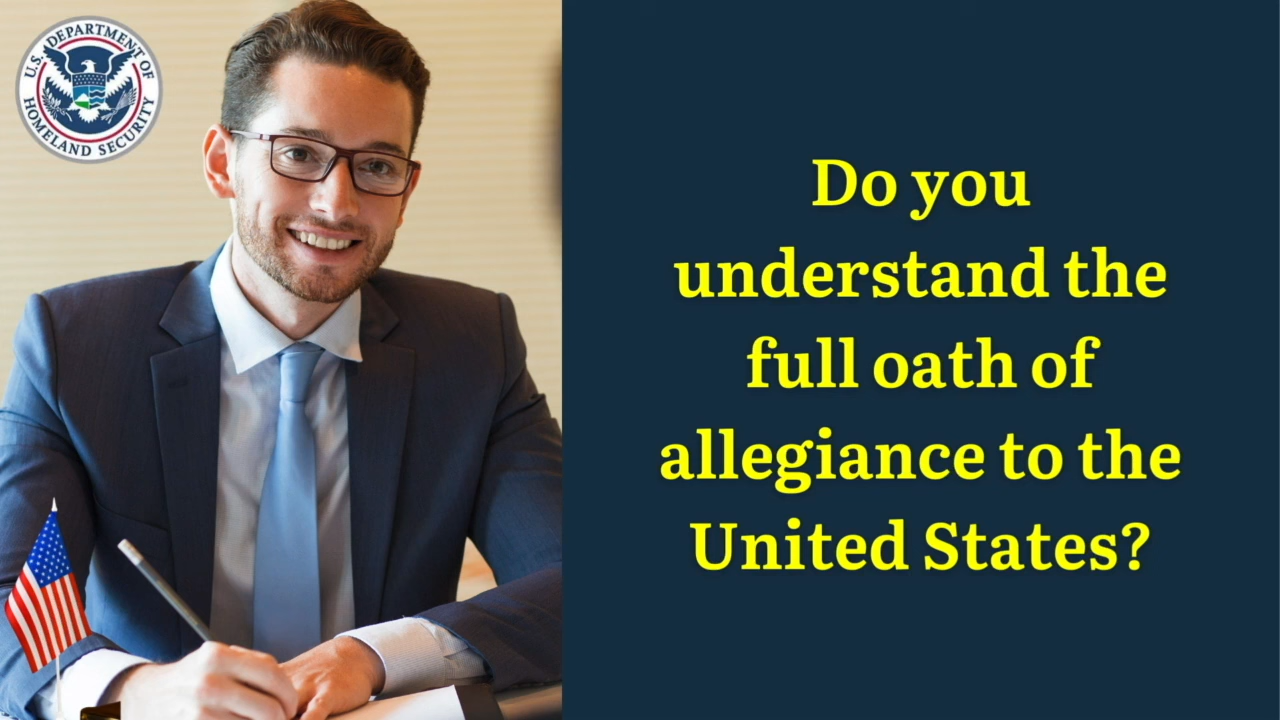 U.S. DEPARTMENT OF
HOMELAND SECURITY
Do you
understand the
full oath of
allegiance to the
United States?